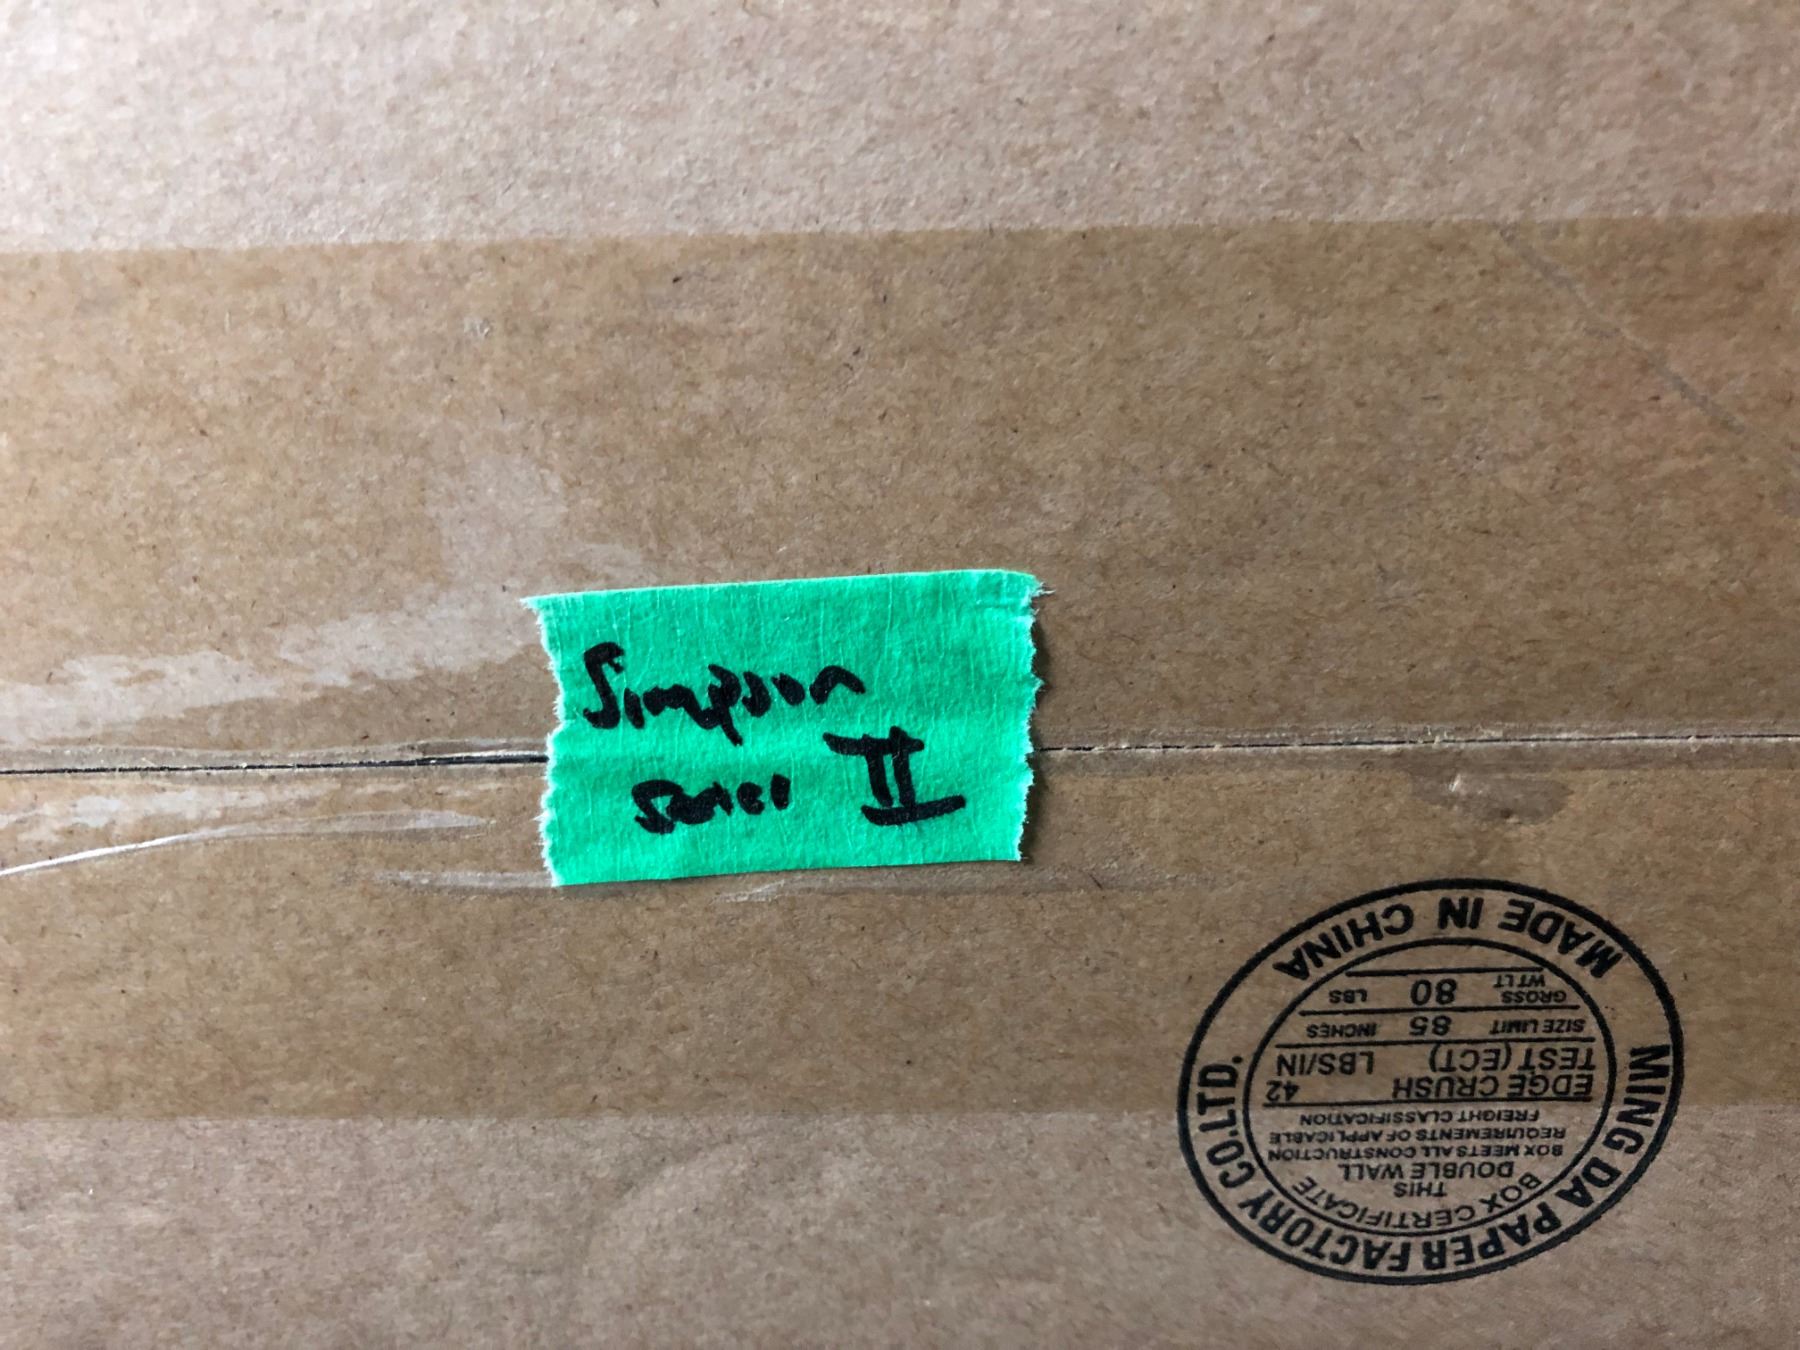 Simpson
series II
MADE IN CHINA
MING DA PAPER FACTORY CO.LTD.
BOX CERTIFICATE
THIS
DOUBLE WALL
BOX MEETS ALL CONSTRUCTION
REQUIREMENTS OF APPLICABLE
FREIGHT CLASSIFICATION
EDGE CRUSH 42
TEST (ECT) LBS/IN
SIZE LIMIT 85 INCHES
GROSS 80 LBS
WT LT